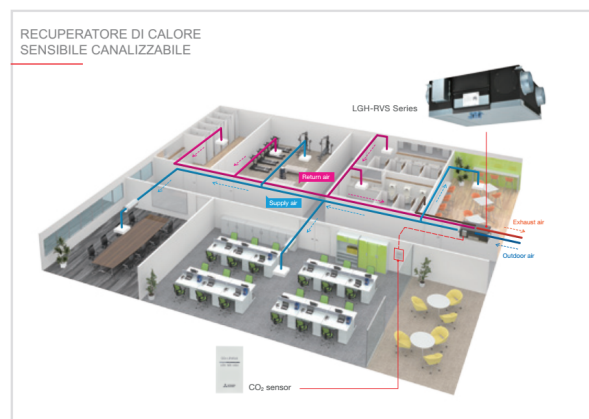 RECUPERATORE DI CALORE
SENSIBILE CANALIZZABILE
LGH-RVS Series
Return air
Supply air
Exhaust air
Outdoor air
CO₂ sensor